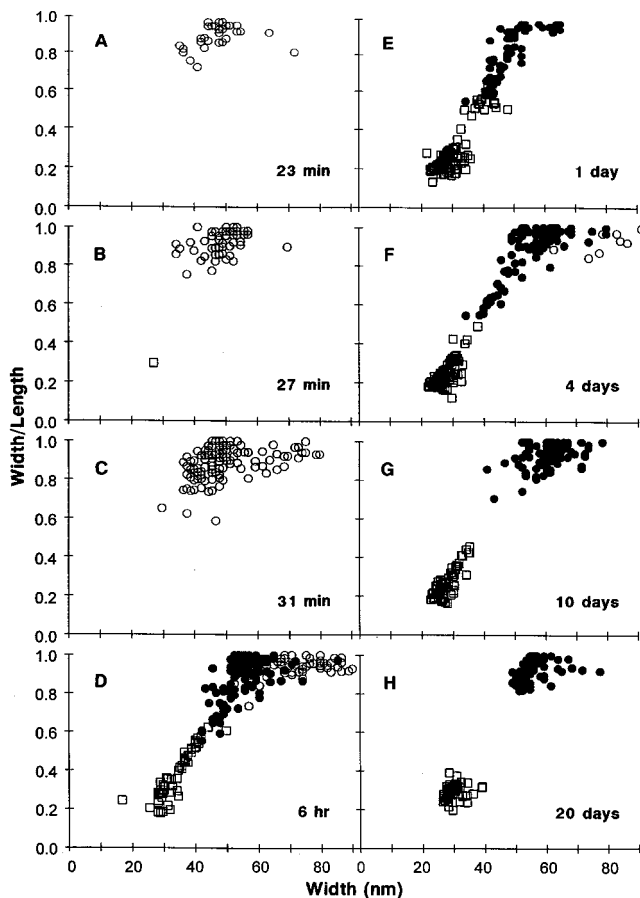 A
1.0
0.8
0.6
0.4
0.2
0.0
23 min
B
1.0
0.8
0.6
0.4
0.2
0.0
27 min
Width/Length
C
1.0
0.8
0.6
0.4
0.2
0.0
31 min
D
1.0
0.8
0.6
0.4
0.2
0.0
6 hr
0 20 40 60 80
E
1 day
F
4 days
G
10 days
H
20 days
0 20 40 60 80
Width (nm)